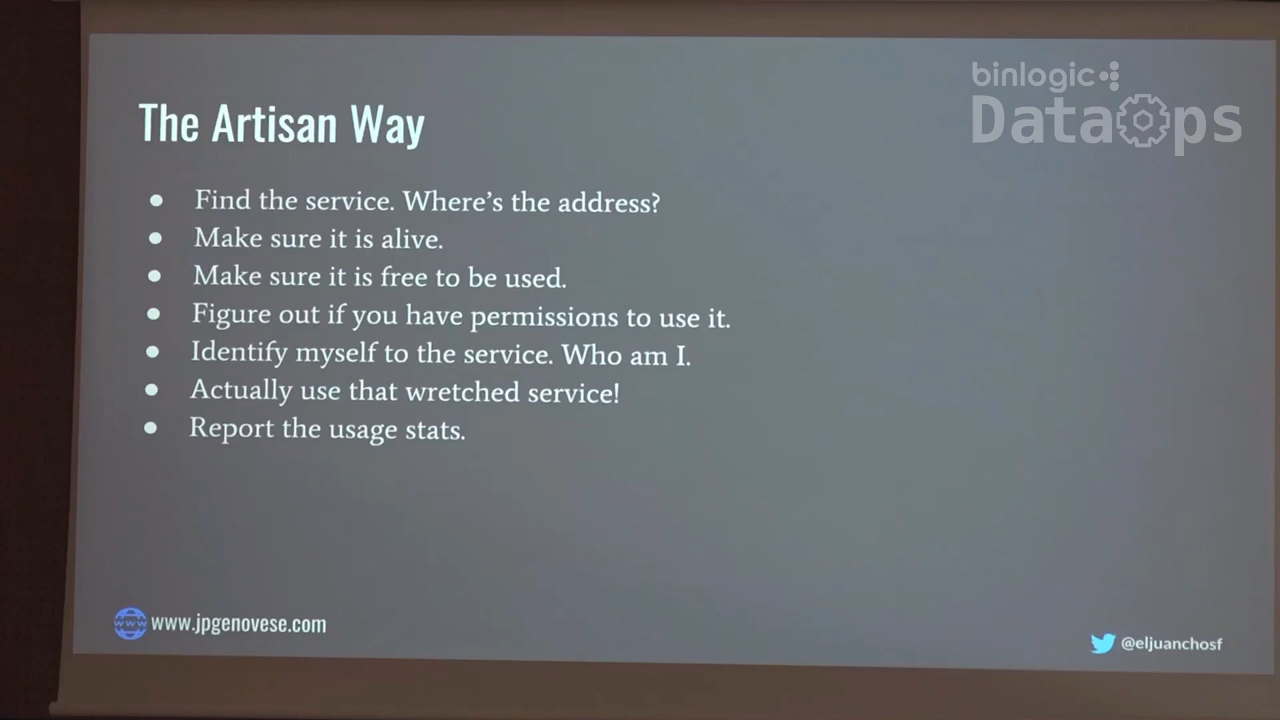 binlogic
DataOps
The Artisan Way
● Find the service. Where's the address?
● Make sure it is alive.
● Make sure it is free to be used.
● Figure out if you have permissions to use it.
● Identify myself to the service. Who am I.
● Actually use that wretched service!
● Report the usage stats.
www www.jpgenovese.com
@eljuanchosf